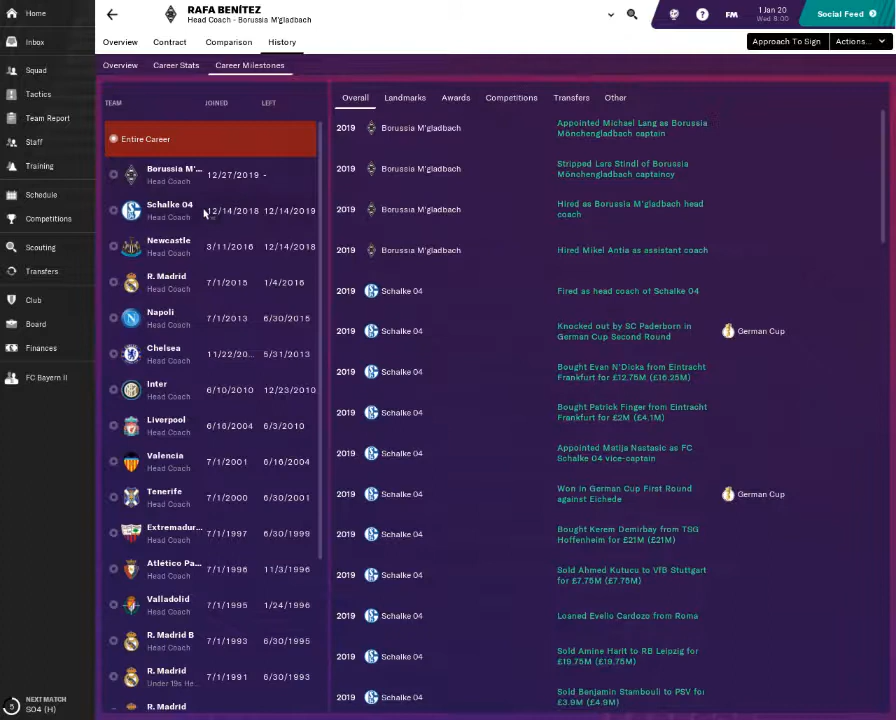 Home
Inbox
Squad
Tactics
Team Report
Staff
Training
Schedule
Competitions
Scouting
Transfers
Club
Board
Finances
FC Bayern II
5
NEXT MATCH
S04 (H)
RAFA BENÍTEZ
Head Coach - Borussia M'gladbach
FM
1 Jan 20
Wed 8:00
Social Feed
Overview
Contract
Comparison
History
Approach To Sign
Actions...
Overview
Career Stats
Career Milestones
TEAM
JOINED
LEFT
Entire Career
Borussia M'...
Head Coach
12/27/2019
-
Schalke 04
Head Coach
12/14/2018
12/14/2019
Newcastle
Head Coach
3/11/2016
12/14/2018
R. Madrid
Head Coach
7/1/2015
1/4/2016
Napoli
Head Coach
7/1/2013
6/30/2015
Chelsea
Head Coach
11/22/20...
5/31/2013
Inter
Head Coach
6/10/2010
12/23/2010
Liverpool
Head Coach
6/16/2004
6/3/2010
Valencia
Head Coach
7/1/2001
6/16/2004
Tenerife
Head Coach
7/1/2000
6/30/2001
Extremadur...
Head Coach
7/1/1997
6/30/1999
Atlético Pa...
Head Coach
7/1/1996
11/3/1996
Valladolid
Head Coach
7/1/1995
1/24/1996
R. Madrid B
Head Coach
7/1/1993
6/30/1995
R. Madrid
Under 19s He...
7/1/1991
6/30/1993
R. Madrid
Overall
Landmarks
Awards
Competitions
Transfers
Other
2019
Borussia M'gladbach
Appointed Michael Lang as Borussia
Mönchengladbach captain
2019
Borussia M'gladbach
Stripped Lars Stindl of Borussia
Mönchengladbach captaincy
2019
Borussia M'gladbach
Hired as Borussia M'gladbach head
coach
2019
Borussia M'gladbach
Hired Mikel Antia as assistant coach
2019
Schalke 04
Fired as head coach of Schalke 04
2019
Schalke 04
Knocked out by SC Paderborn in
German Cup Second Round
German Cup
2019
Schalke 04
Bought Evan N'Dicka from Eintracht
Frankfurt for £12.75M (£16.25M)
2019
Schalke 04
Bought Patrick Finger from Eintracht
Frankfurt for £2M (£4.1M)
2019
Schalke 04
Appointed Matija Nastasic as FC
Schalke 04 vice-captain
2019
Schalke 04
Won in German Cup First Round
against Eichede
German Cup
2019
Schalke 04
Bought Kerem Demirbay from TSG
Hoffenheim for £21M (£21M)
2019
Schalke 04
Sold Ahmed Kutucu to VfB Stuttgart
for £7.75M (£7.75M)
2019
Schalke 04
Loaned Evelio Cardozo from Roma
2019
Schalke 04
Sold Amine Harit to RB Leipzig for
£19.75M (£19.75M)
2019
Schalke 04
Sold Benjamin Stambouli to PSV for
£3.9M (£4.9M)